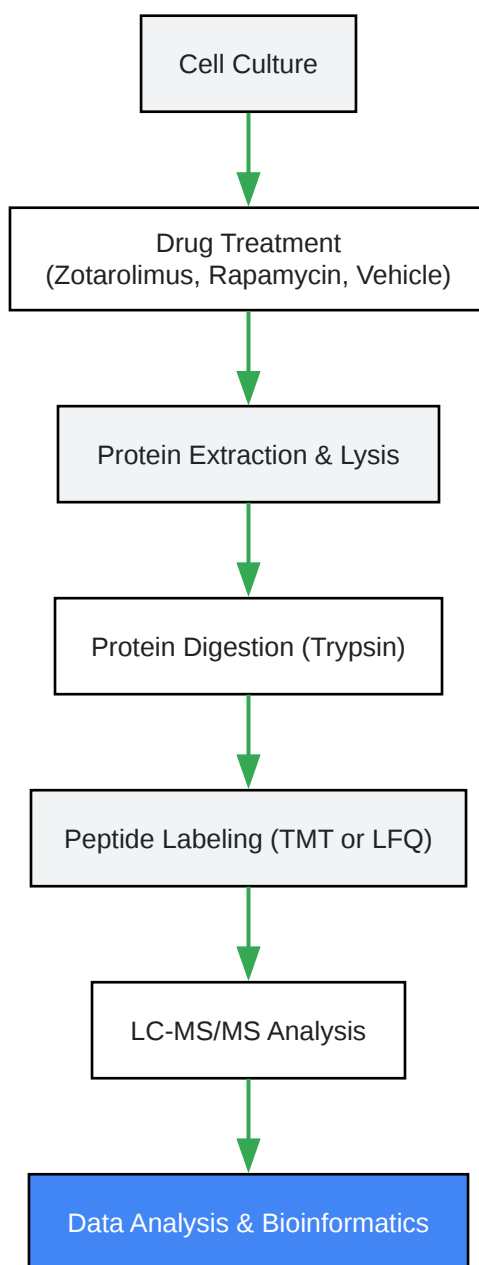 Cell Culture
Drug Treatment
(Zotarolimus, Rapamycin, Vehicle)
Protein Extraction & Lysis
Protein Digestion (Trypsin)
Peptide Labeling (TMT or LFQ)
LC-MS/MS Analysis
Data Analysis & Bioinformatics